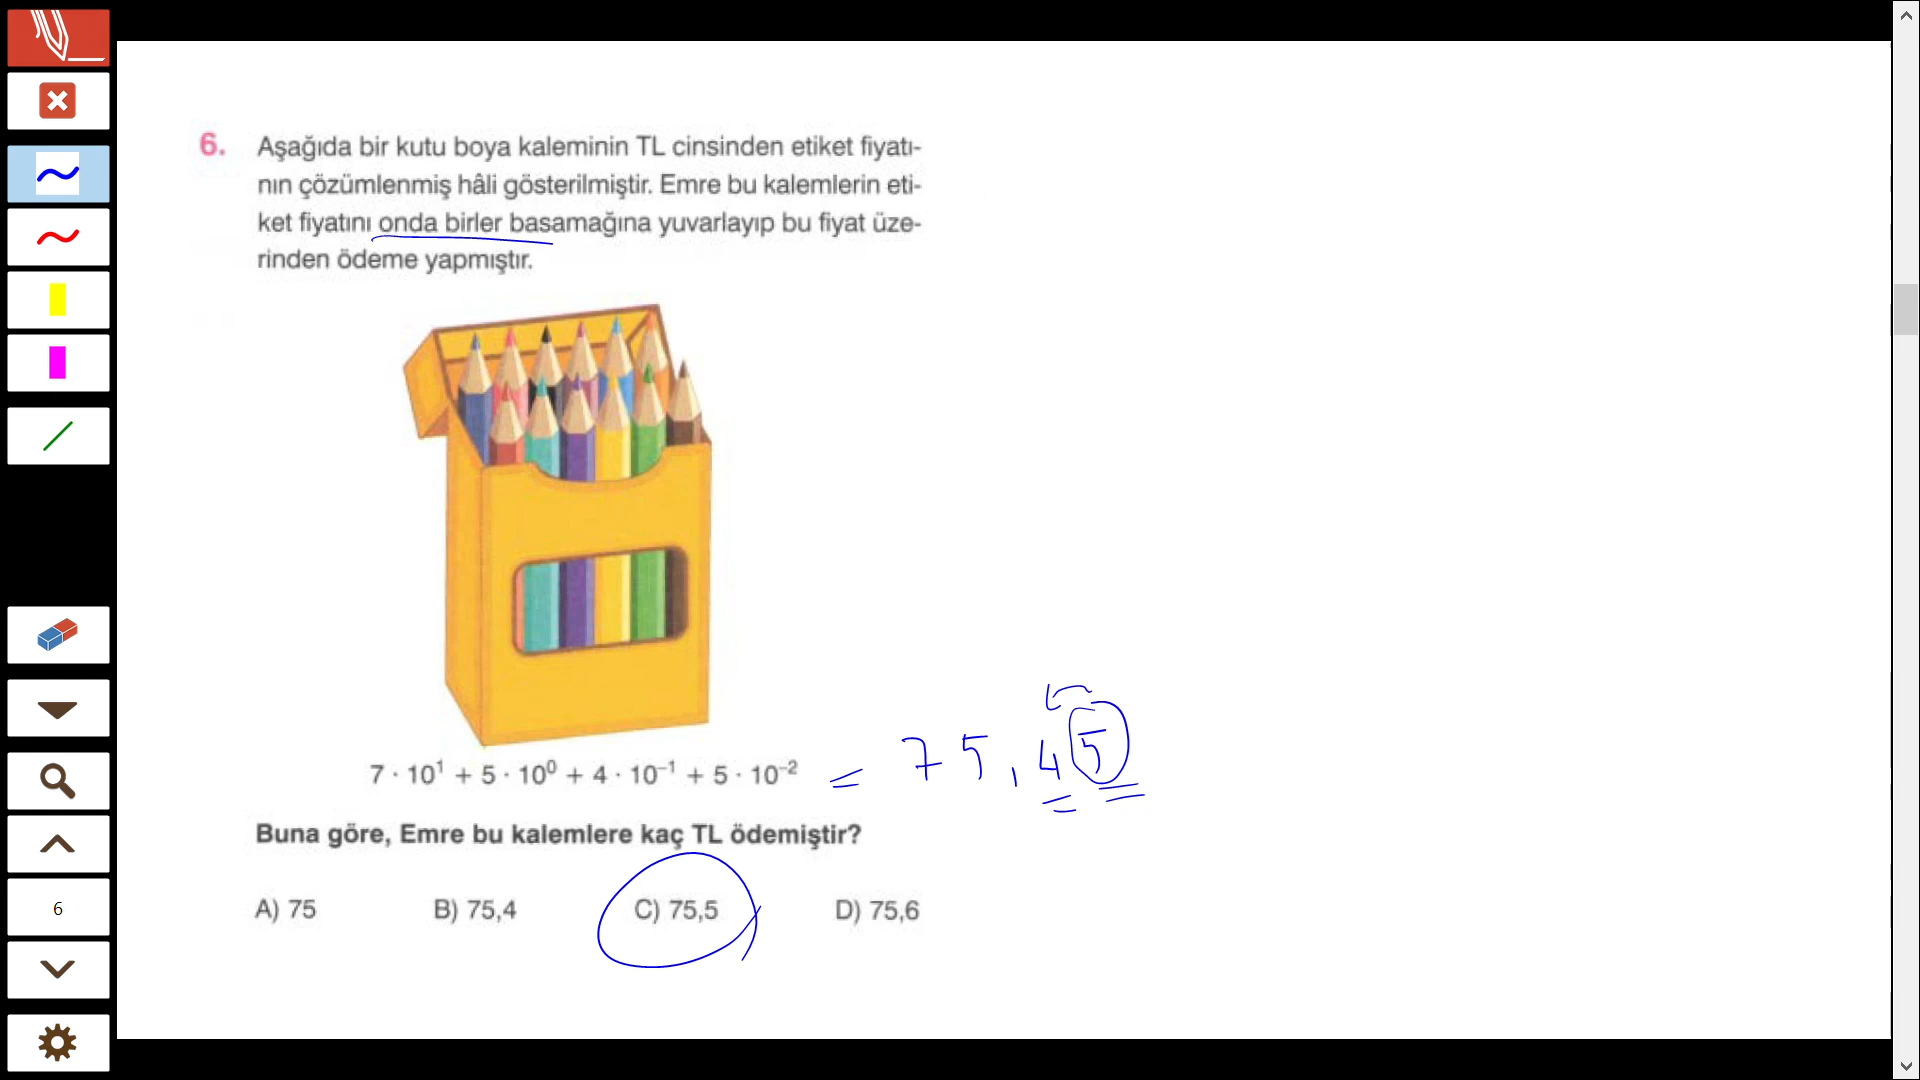 6. Aşağıda bir kutu boya kaleminin TL cinsinden etiket fiyatı-
nın çözümlenmiş hâli gösterilmiştir. Emre bu kalemlerin eti-
ket fiyatını onda birler basamağına yuvarlayıp bu fiyat üze-
rinden ödeme yapmıştır.
7 · 10¹ + 5 · 10⁰ + 4 · 10⁻¹ + 5 · 10⁻² = 75,45
Buna göre, Emre bu kalemlere kaç TL ödemiştir?
A) 75 B) 75,4 C) 75,5 D) 75,6
6